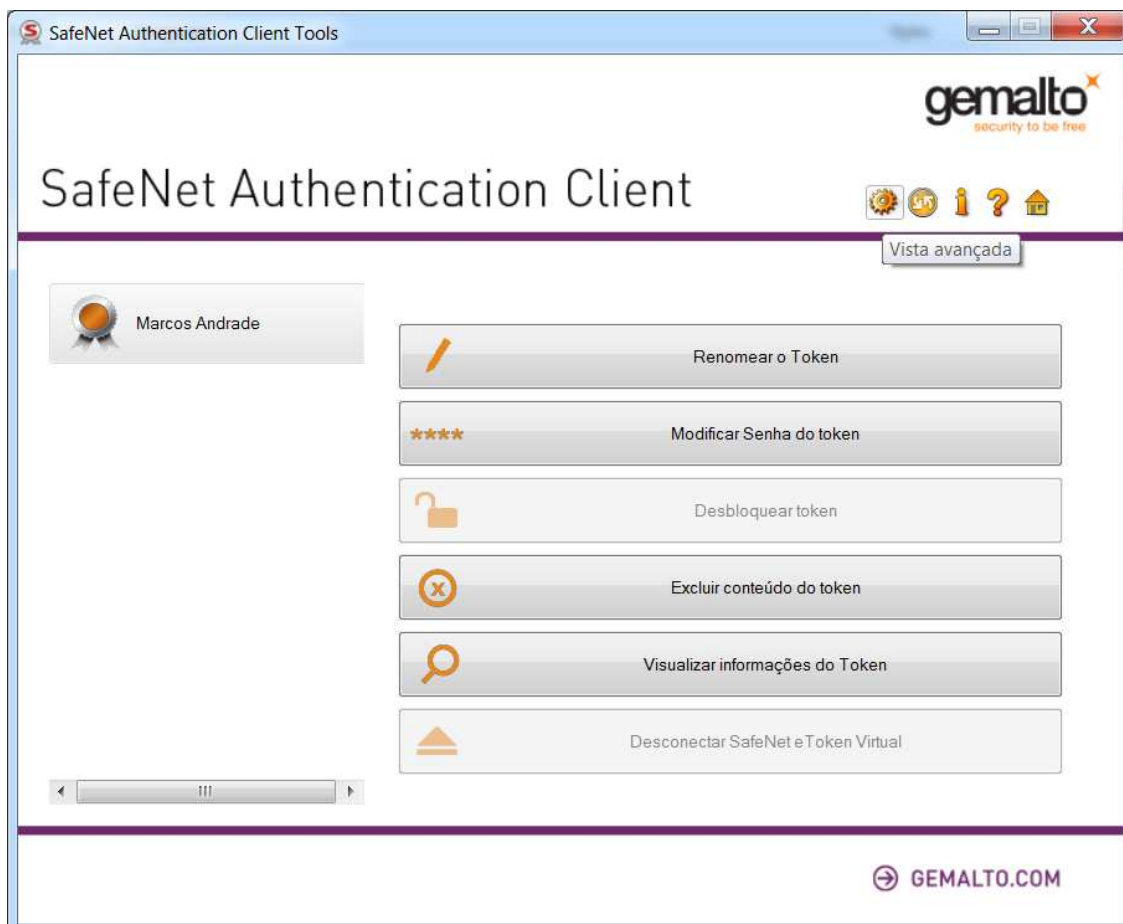 SafeNet Authentication Client Tools
gemalto
security to be free
SafeNet Authentication Client
Vista avançada
Marcos Andrade
Renomear o Token
**** Modificar Senha do token
Desbloquear token
Excluir conteúdo do token
Visualizar informações do Token
Desconectar SafeNet eToken Virtual
GEMALTO.COM